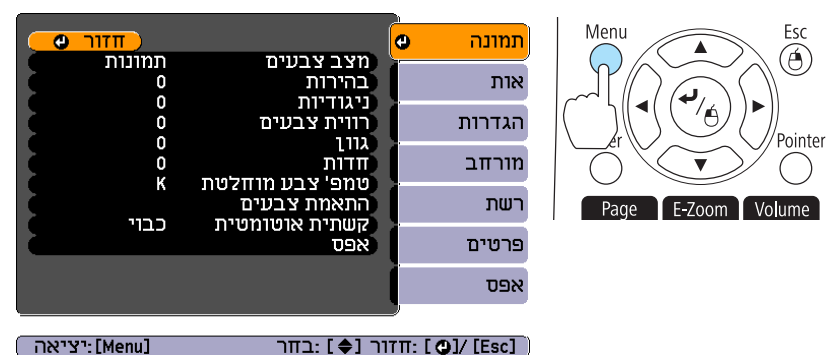 תמונה
אות
הגדרות
מורחב
רשת
פרטים
אפס
חזור
מצב צבעים תמונות
בהירות 0
ניגודיות 0
רווית צבעים 0
גוון 0
חדות 0
טמפ' צבע מוחלטת K
התאמת צבעים
קשתית אוטומטית כבוי
אפס
[Esc] /[ ]: חזור [ ]: בחר [Menu]: יציאה
Menu
Esc
er
Pointer
Page E-Zoom Volume